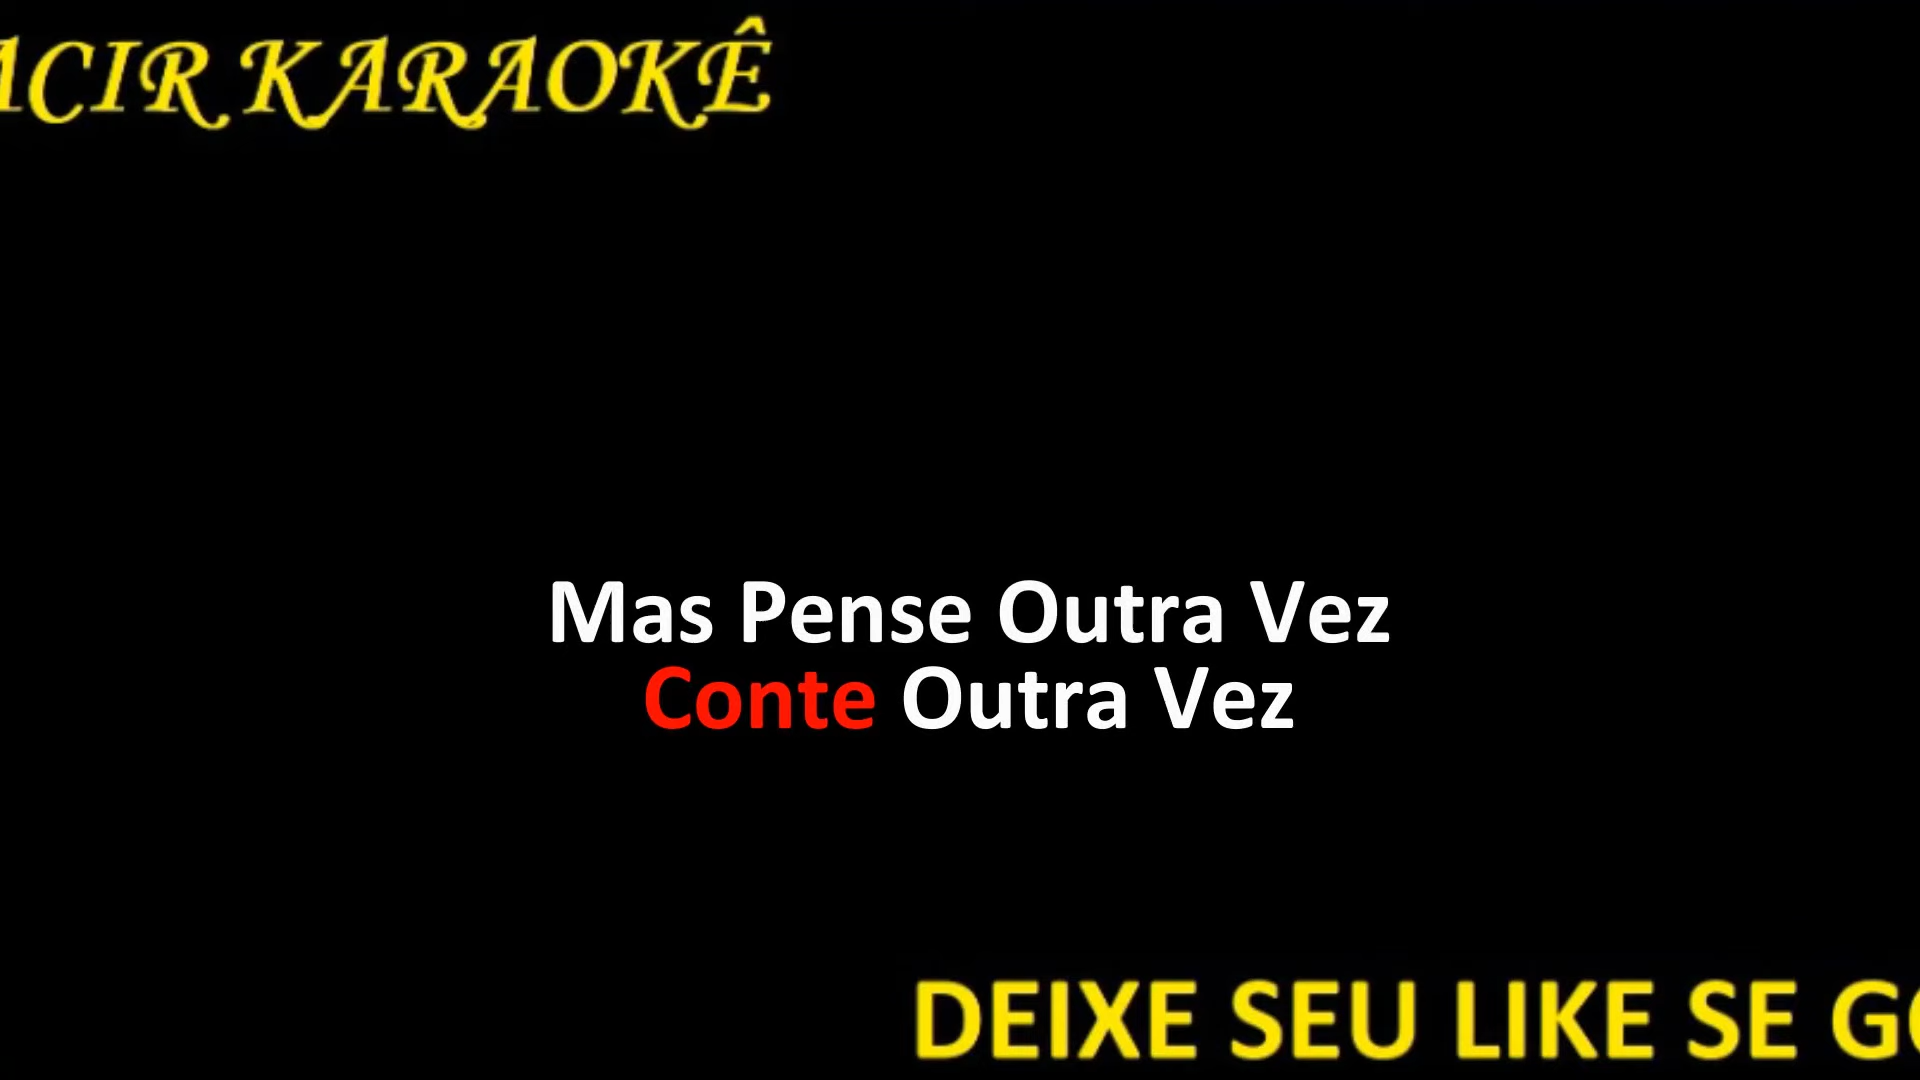 ACIR KARAOKÊ
Mas Pense Outra Vez
Conte Outra Vez
DEIXE SEU LIKE SE